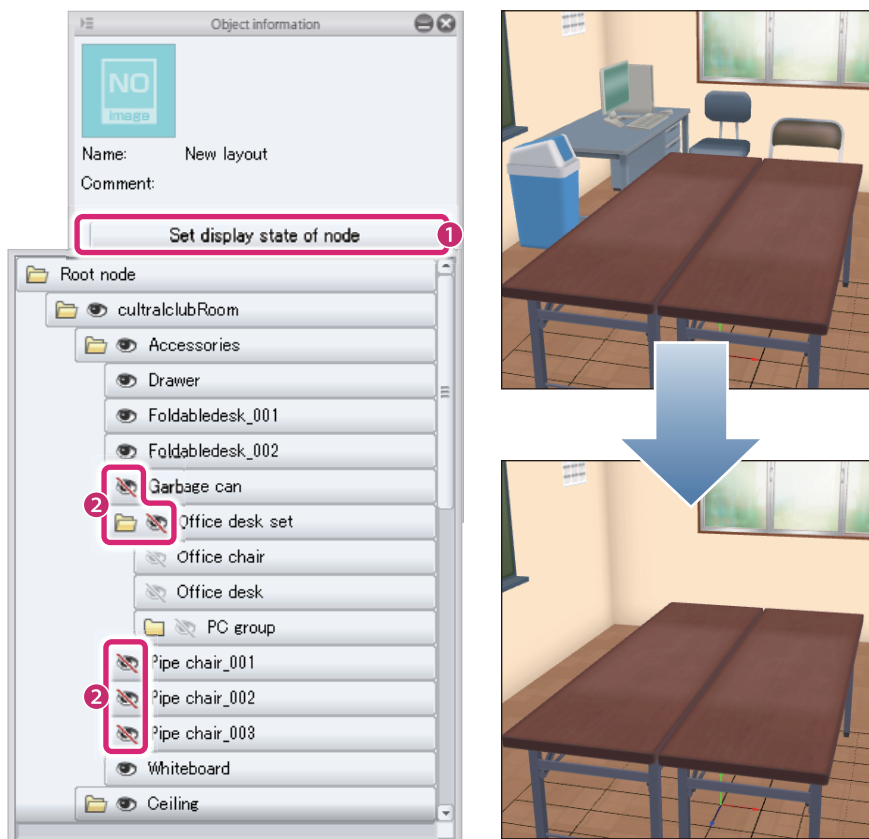 Object information
NO
image
Name: New layout
Comment:
Set display state of node
1
Root node
cultralclubRoom
Accessories
Drawer
Foldabledesk_001
Foldabledesk_002
Garbage can
2
Office desk set
Office chair
Office desk
PC group
Pipe chair_001
2
Pipe chair_002
Pipe chair_003
Whiteboard
Ceiling